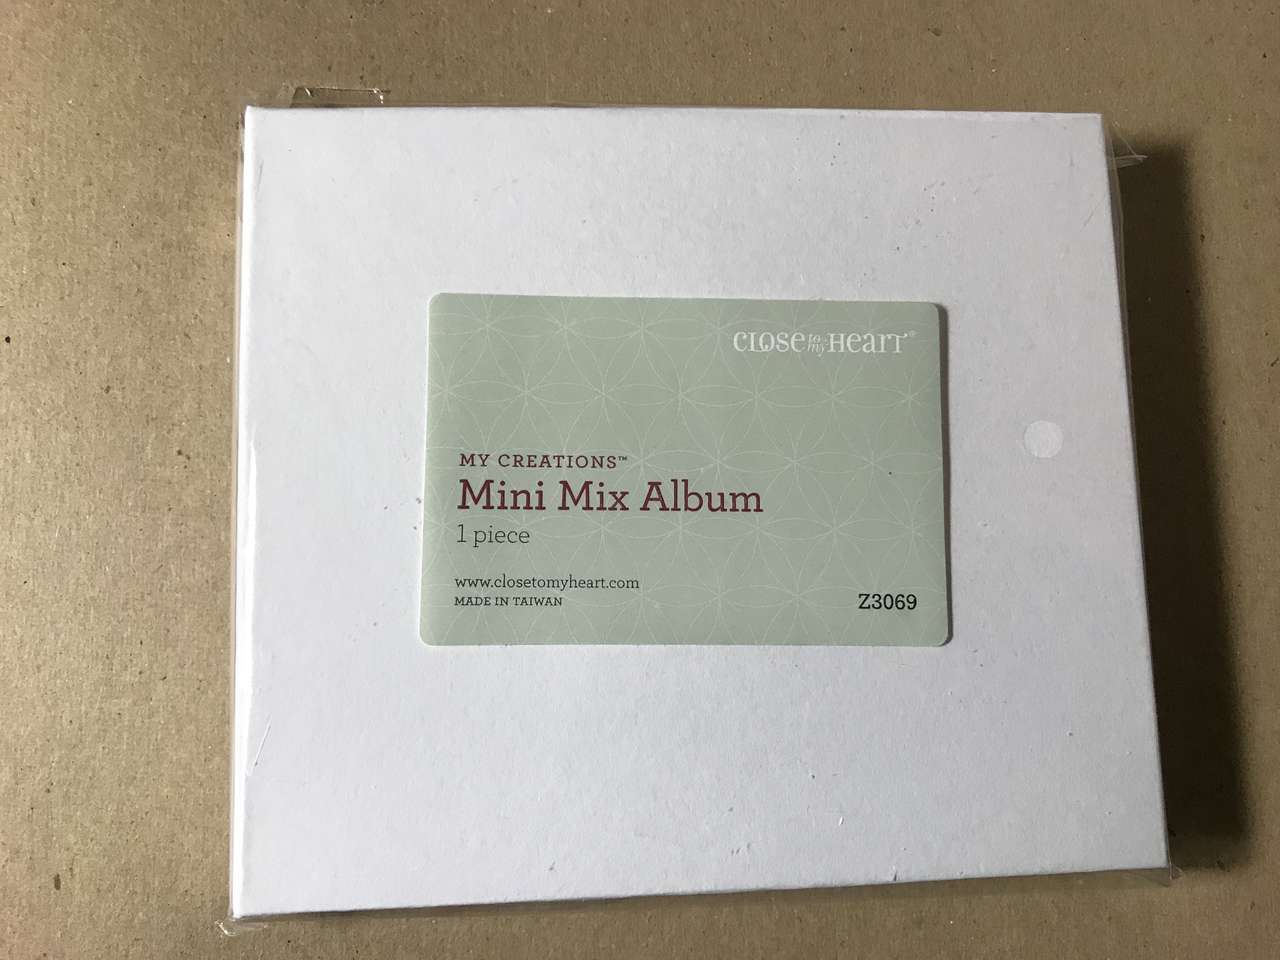 CLOSE to my HEART®
MY CREATIONS™
Mini Mix Album
1 piece
www.closetomyheart.com
MADE IN TAIWAN
Z3069